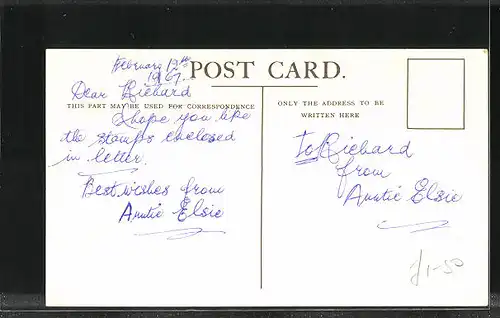 February 12th
1967.
POST CARD.
Dear Richard
THIS PART MAY BE USED FOR CORRESPONDENCE
I hope you like
the stamps enclosed
in letter.
Best wishes from
Auntie Elsie
ONLY THE ADDRESS TO BE
WRITTEN HERE
To Richard
from
Auntie Elsie
1-50